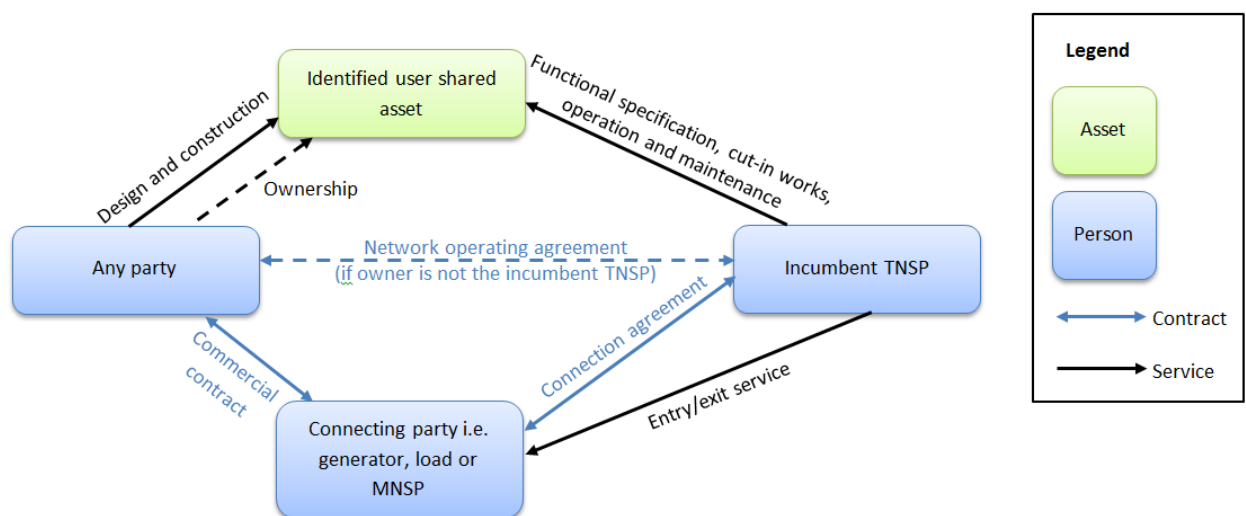 Identified user shared
asset
Functional specification, cut-in works,
operation and maintenance
Design and construction
Ownership
Any party
Network operating agreement
(if owner is not the incumbent TNSP)
Incumbent TNSP
Commercial
contract
Connection agreement
Entry/exit service
Connecting party i.e.
generator, load or
MNSP
Legend
Asset
Person
Contract
Service